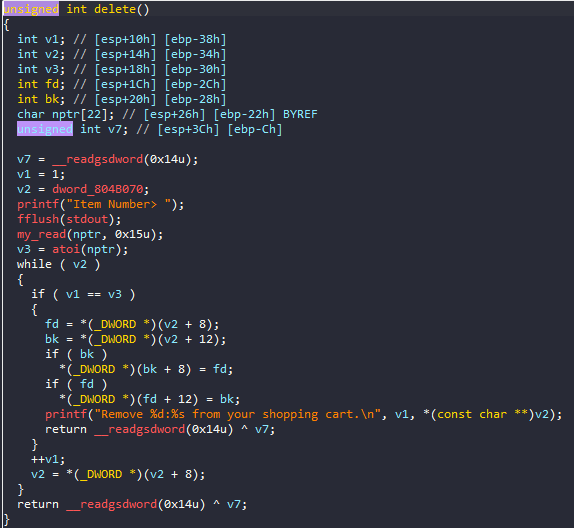 unsigned int delete()
{
  int v1; // [esp+10h] [ebp-38h]
  int v2; // [esp+14h] [ebp-34h]
  int v3; // [esp+18h] [ebp-30h]
  int fd; // [esp+1Ch] [ebp-2Ch]
  int bk; // [esp+20h] [ebp-28h]
  char nptr[22]; // [esp+26h] [ebp-22h] BYREF
  unsigned int v7; // [esp+3Ch] [ebp-Ch]

  v7 = __readgsdword(0x14u);
  v1 = 1;
  v2 = dword_804B070;
  printf("Item Number> ");
  fflush(stdout);
  my_read(nptr, 0x15u);
  v3 = atoi(nptr);
  while ( v2 )
  {
    if ( v1 == v3 )
    {
      fd = *(_DWORD *)(v2 + 8);
      bk = *(_DWORD *)(v2 + 12);
      if ( bk )
        *(_DWORD *)(bk + 8) = fd;
      if ( fd )
        *(_DWORD *)(fd + 12) = bk;
      printf("Remove %d:%s from your shopping cart.\n", v1, *(const char **)v2);
      return __readgsdword(0x14u) ^ v7;
    }
    ++v1;
    v2 = *(_DWORD *)(v2 + 8);
  }
  return __readgsdword(0x14u) ^ v7;
}